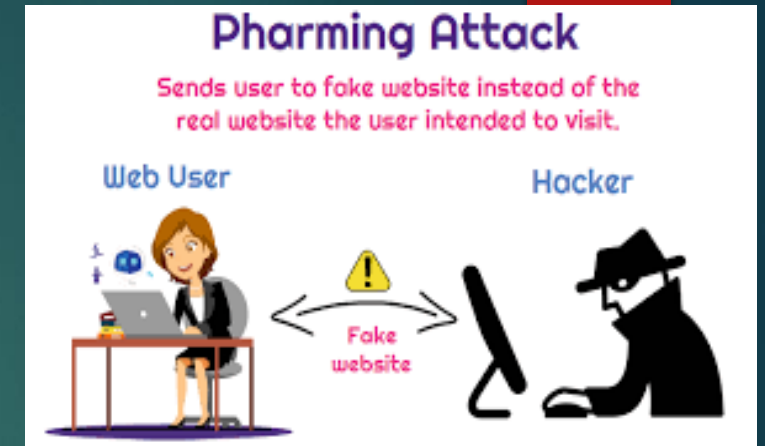 Pharming Attack
Sends user to fake website instead of the
real website the user intended to visit.
Web User
Hacker
Fake
website